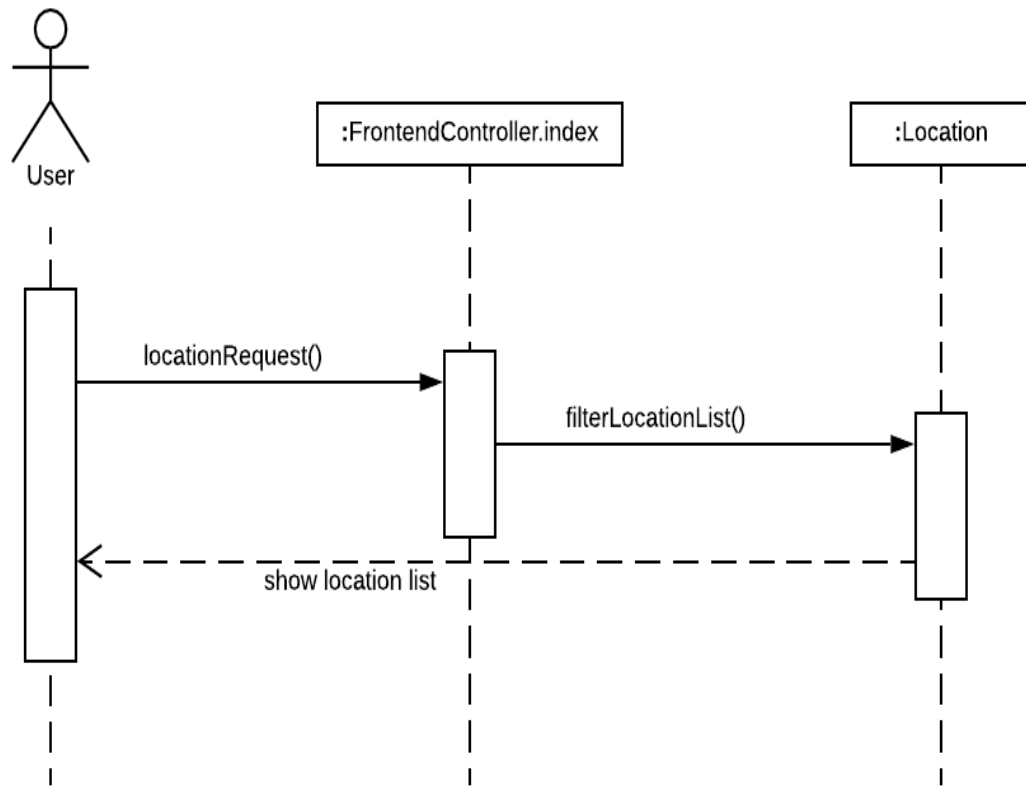 :FrontendController.index
:Location
User
locationRequest()
filterLocationList()
show location list